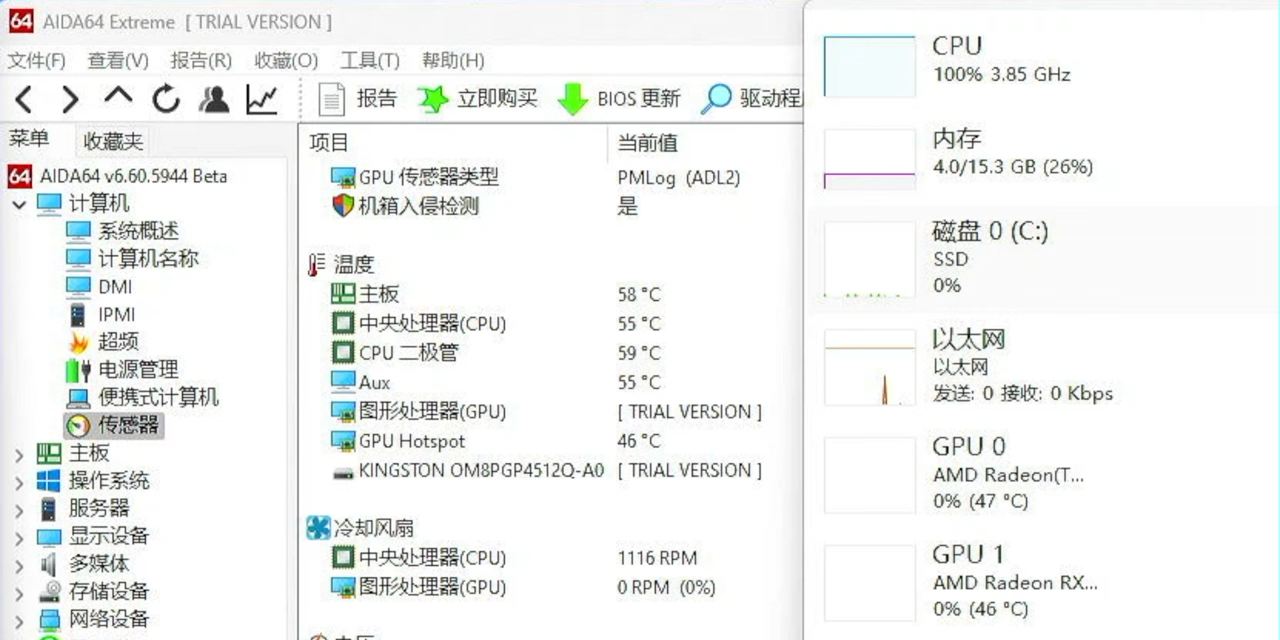 64 AIDA64 Extreme [ TRIAL VERSION ]
文件(F) 查看(V) 报告(R) 收藏(O) 工具(T) 帮助(H)
报告 立即购买 BIOS 更新 驱动程
菜单 收藏夹
64 AIDA64 v6.60.5944 Beta
计算机
系统概述
计算机名称
DMI
IPMI
超频
电源管理
便携式计算机
传感器
主板
操作系统
服务器
显示设备
多媒体
存储设备
网络设备
项目 当前值
GPU 传感器类型 PMLog (ADL2)
机箱入侵检测 是
温度
主板 58 °C
中央处理器(CPU) 55 °C
CPU 二极管 59 °C
Aux 55 °C
图形处理器(GPU) [ TRIAL VERSION ]
GPU Hotspot 46 °C
KINGSTON OM8PGP4512Q-A0 [ TRIAL VERSION ]
冷却风扇
中央处理器(CPU) 1116 RPM
图形处理器(GPU) 0 RPM (0%)
CPU
100% 3.85 GHz
内存
4.0/15.3 GB (26%)
磁盘 0 (C:)
SSD
0%
以太网
以太网
发送: 0 接收: 0 Kbps
GPU 0
AMD Radeon(T...
0% (47 °C)
GPU 1
AMD Radeon RX...
0% (46 °C)